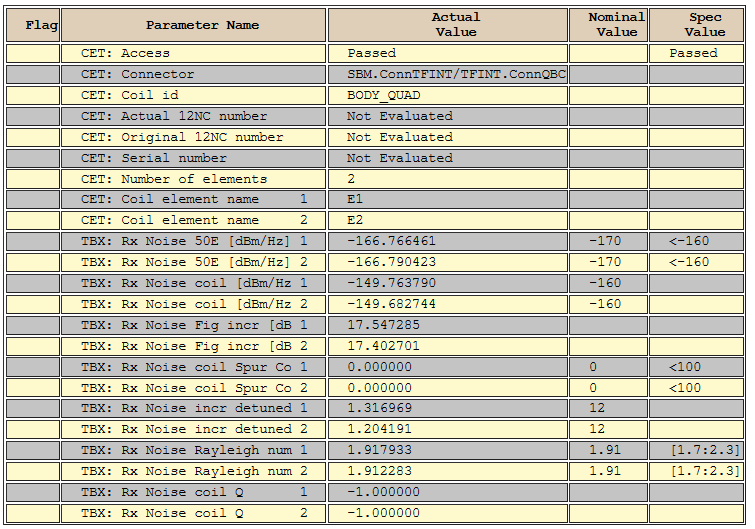 Flag Parameter Name Actual Value Nominal Value Spec Value
CET: Access Passed Passed
CET: Connector SBM.ConnTFINT/TFINT.ConnQBC
CET: Coil id BODY_QUAD
CET: Actual 12NC number Not Evaluated
CET: Original 12NC number Not Evaluated
CET: Serial number Not Evaluated
CET: Number of elements 2
CET: Coil element name 1 E1
CET: Coil element name 2 E2
TBX: Rx Noise 50E [dBm/Hz] 1 -166.766461 -170 <-160
TBX: Rx Noise 50E [dBm/Hz] 2 -166.790423 -170 <-160
TBX: Rx Noise coil [dBm/Hz 1 -149.763790 -160
TBX: Rx Noise coil [dBm/Hz 2 -149.682744 -160
TBX: Rx Noise Fig incr [dB 1 17.547285
TBX: Rx Noise Fig incr [dB 2 17.402701
TBX: Rx Noise coil Spur Co 1 0.000000 0 <100
TBX: Rx Noise coil Spur Co 2 0.000000 0 <100
TBX: Rx Noise incr detuned 1 1.316969 12
TBX: Rx Noise incr detuned 2 1.204191 12
TBX: Rx Noise Rayleigh num 1 1.917933 1.91 [1.7:2.3]
TBX: Rx Noise Rayleigh num 2 1.912283 1.91 [1.7:2.3]
TBX: Rx Noise coil Q 1 -1.000000
TBX: Rx Noise coil Q 2 -1.000000